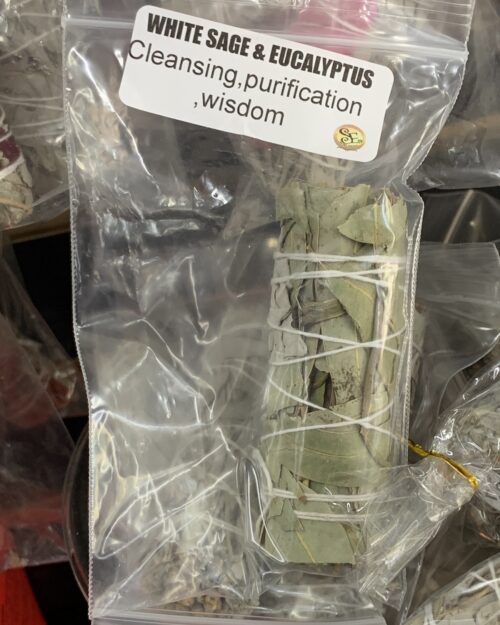 WHITE SAGE & EUCALYPTUS
Cleansing,purification
,wisdom